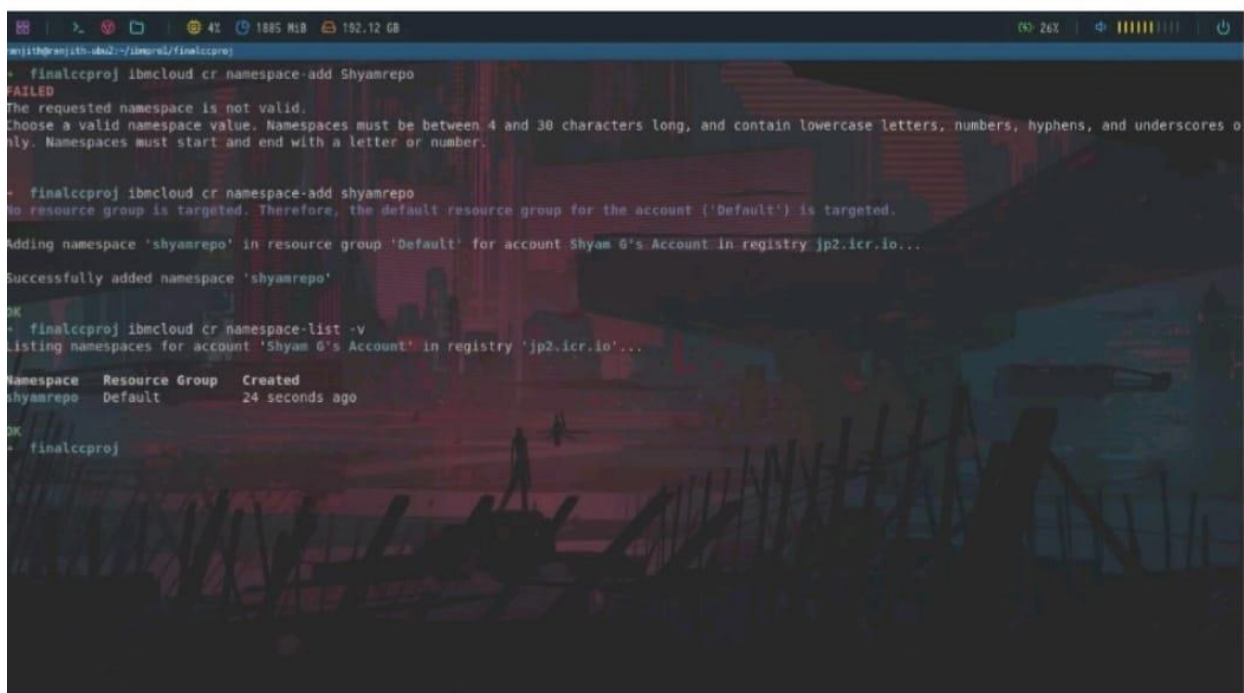 4% 1885 MiB 192.12 GB 26%
ranjith@ranjith-ubu2:~/ibmpro1/finalccproj
finalccproj ibmcloud cr namespace-add Shyamrepo
FAILED
The requested namespace is not valid.
Choose a valid namespace value. Namespaces must be between 4 and 30 characters long, and contain lowercase letters, numbers, hyphens, and underscores o
nly. Namespaces must start and end with a letter or number.
finalccproj ibmcloud cr namespace-add shyamrepo
No resource group is targeted. Therefore, the default resource group for the account ('Default') is targeted.
Adding namespace 'shyamrepo' in resource group 'Default' for account Shyam G's Account in registry jp2.icr.io...
Successfully added namespace 'shyamrepo'
OK
finalccproj ibmcloud cr namespace-list -v
Listing namespaces for account 'Shyam G's Account' in registry 'jp2.icr.io'...
Namespace Resource Group Created
shyamrepo Default 24 seconds ago
OK
finalccproj